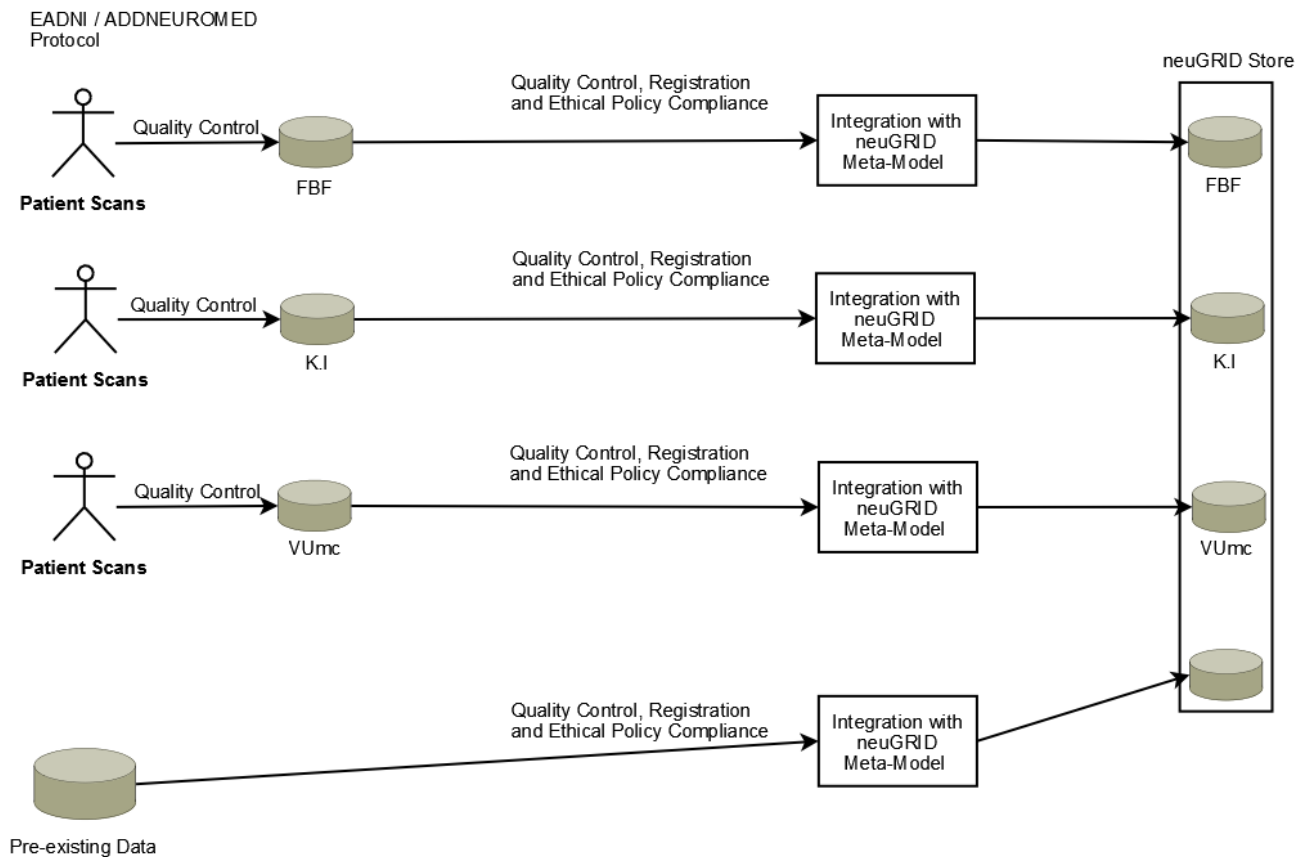 EADNI / ADDNEUROMED
Protocol
neuGRID Store
Quality Control, Registration
and Ethical Policy Compliance
Quality Control
Integration with
neuGRID
Meta-Model
FBF
FBF
Patient Scans
Quality Control, Registration
and Ethical Policy Compliance
Quality Control
Integration with
neuGRID
Meta-Model
K.I
K.I
Patient Scans
Quality Control, Registration
and Ethical Policy Compliance
Quality Control
Integration with
neuGRID
Meta-Model
VUmc
VUmc
Patient Scans
Quality Control, Registration
and Ethical Policy Compliance
Integration with
neuGRID
Meta-Model
Pre-existing Data